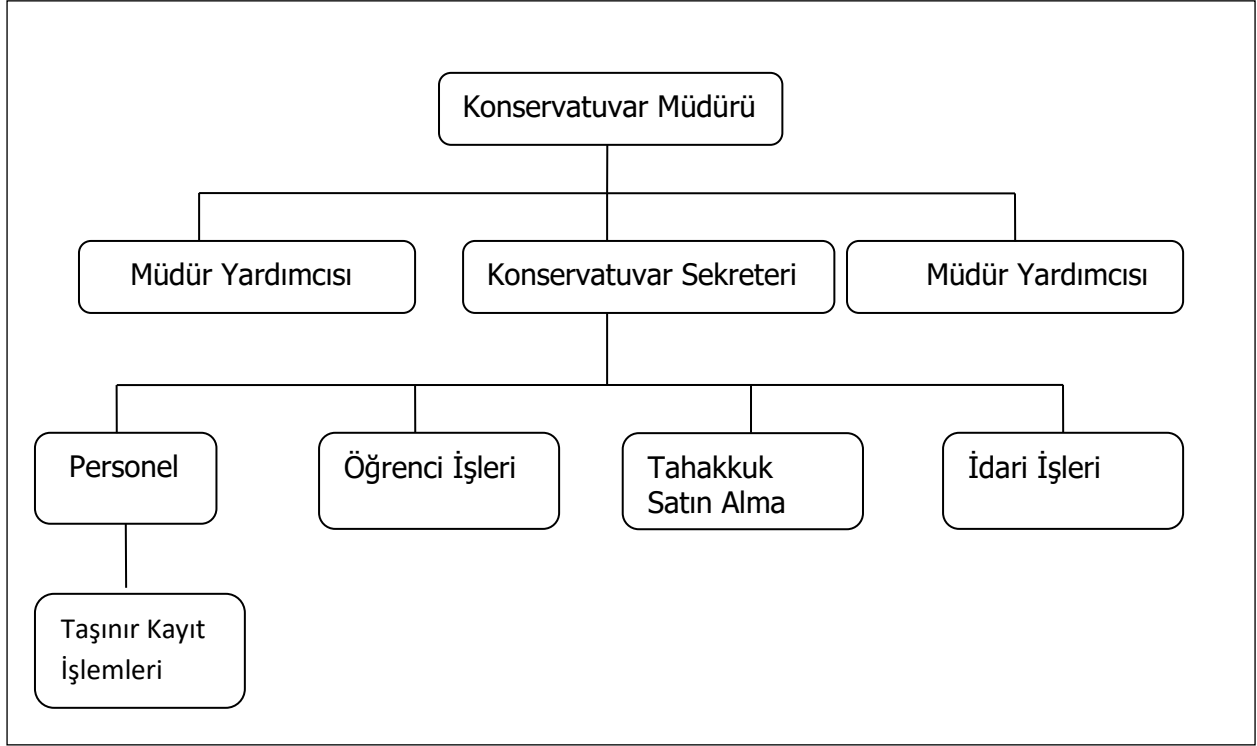 Konservatuvar Müdürü
Müdür Yardımcısı
Konservatuvar Sekreteri
Müdür Yardımcısı
Personel
Öğrenci İşleri
Tahakkuk
Satın Alma
İdari İşleri
Taşınır Kayıt
İşlemleri